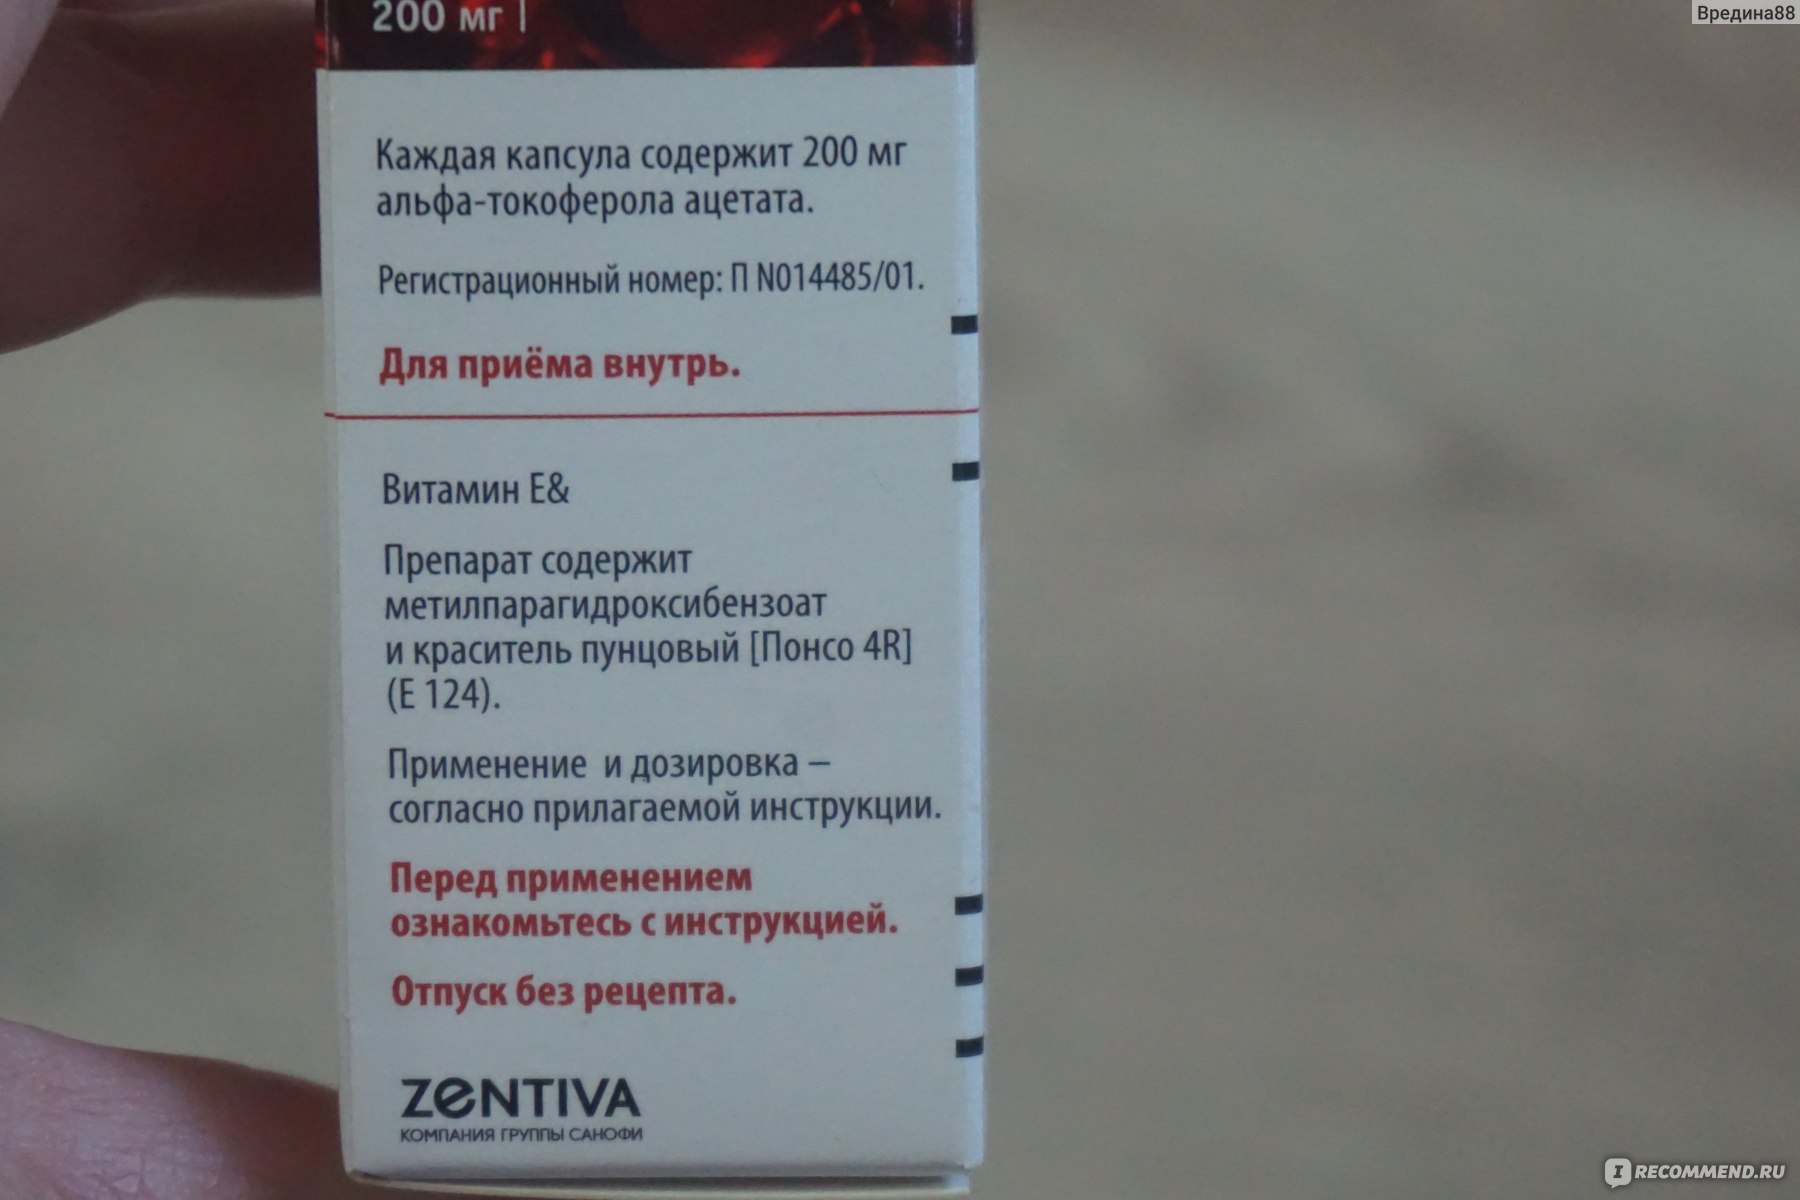 Вредина88
200 мг
Каждая капсула содержит 200 мг
альфа-токоферола ацетата.
Регистрационный номер: П N014485/01.
Для приёма внутрь.
Витамин Е&
Препарат содержит
метилпарагидроксибензоат
и краситель пунцовый [Понсо 4R]
(Е 124).
Применение и дозировка –
согласно прилагаемой инструкции.
Перед применением
ознакомьтесь с инструкцией.
Отпуск без рецепта.
ZENTIVA
КОМПАНИЯ ГРУППЫ САНОФИ
IRECOMMEND.RU